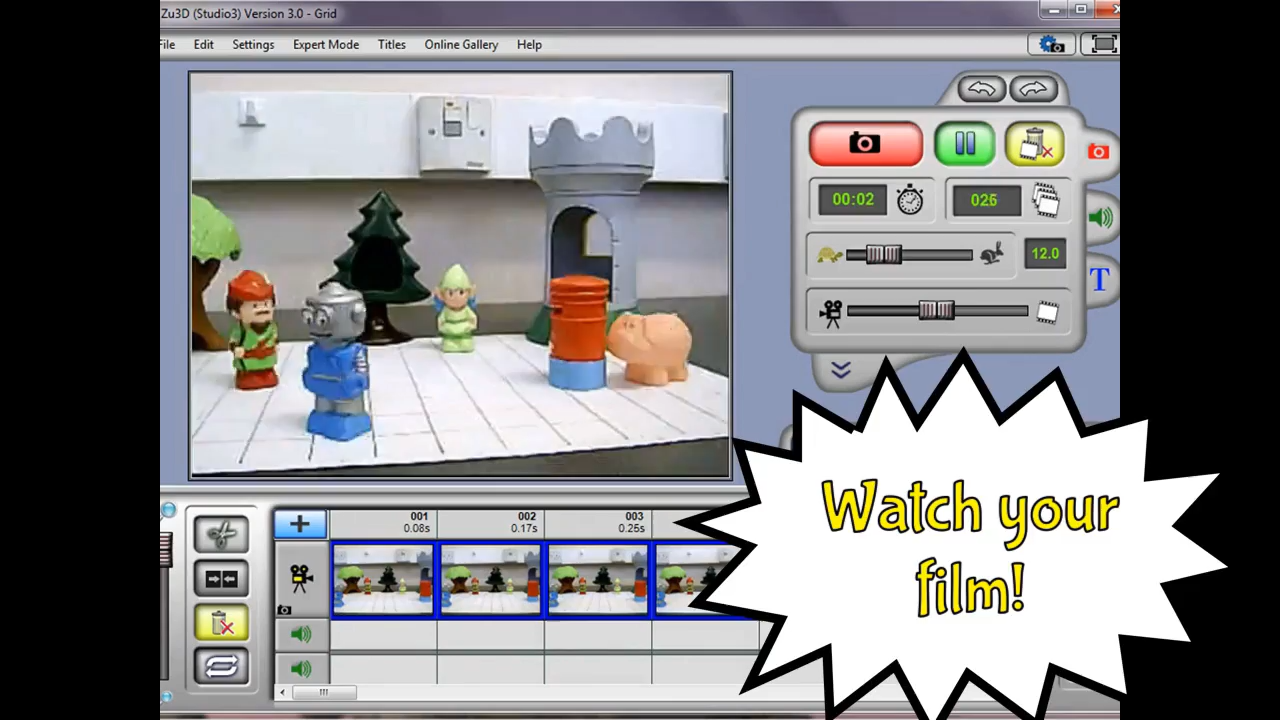 Zu3D (Studio3) Version 3.0 - Grid
File Edit Settings Expert Mode Titles Online Gallery Help
00:02 026
12.0
T
001 002 003
0.08s 0.17s 0.25s
Watch your
film!